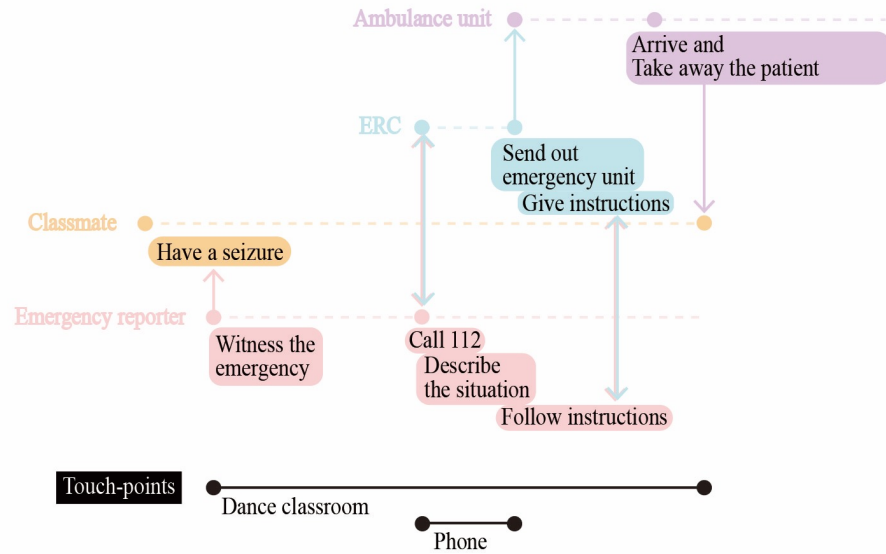 Ambulance unit
Arrive and
Take away the patient
ERC
Send out
emergency unit
Give instructions
Classmate
Have a seizure
Emergency reporter
Witness the
emergency
Call 112
Describe
the situation
Follow instructions
Touch-points
Dance classroom
Phone